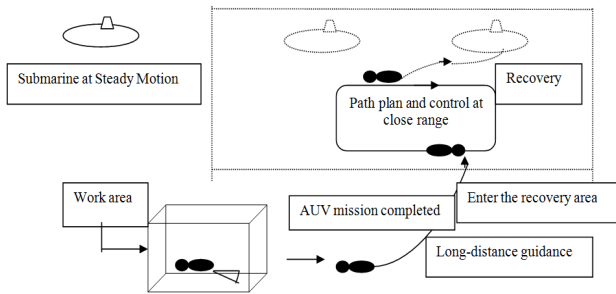 Submarine at Steady Motion
Recovery
Path plan and control at
close range
Work area
AUV mission completed
Enter the recovery area
Long-distance guidance